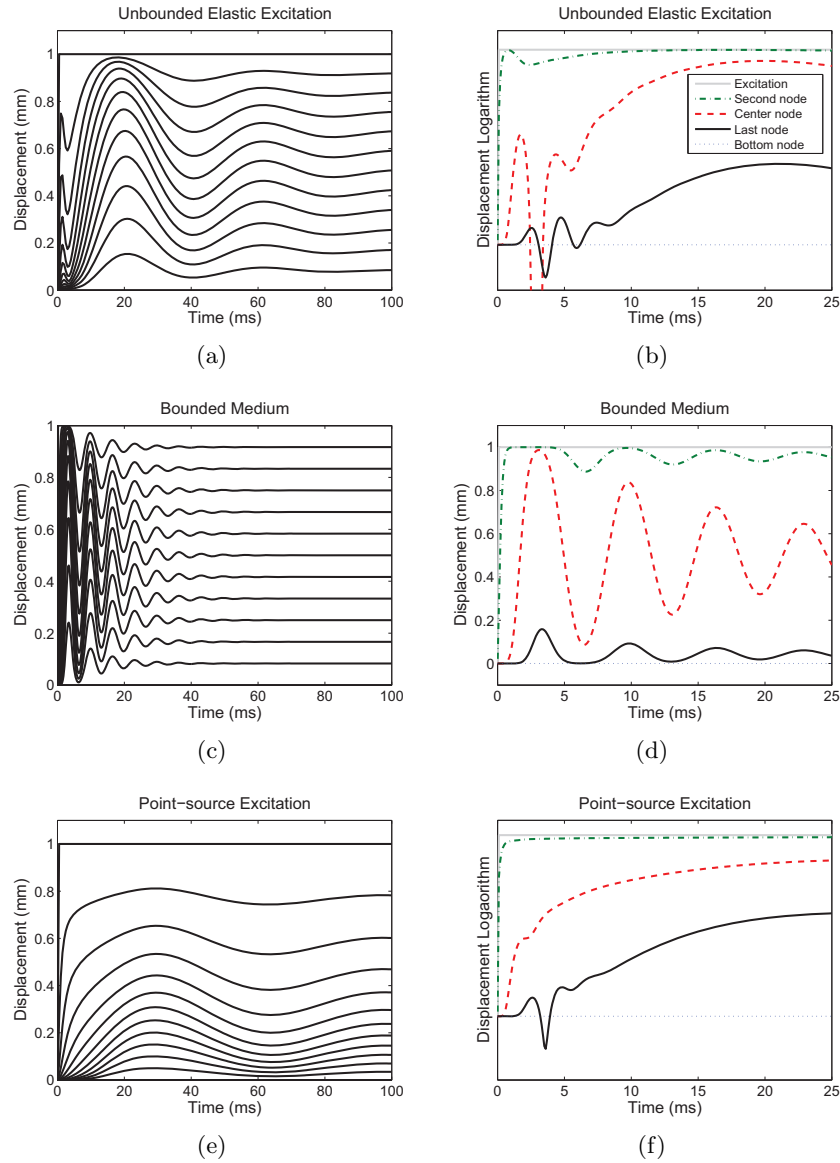 Unbounded Elastic Excitation
Displacement (mm)
1
0.8
0.6
0.4
0.2
0
0 20 40 60 80 100
Time (ms)
(a)
Unbounded Elastic Excitation
Displacement Logarithm
Excitation
Second node
Center node
Last node
Bottom node
0 5 10 15 20 25
Time (ms)
(b)
Bounded Medium
Displacement (mm)
1
0.8
0.6
0.4
0.2
0
0 20 40 60 80 100
Time (ms)
(c)
Bounded Medium
Displacement (mm)
1
0.8
0.6
0.4
0.2
0
0 5 10 15 20 25
Time (ms)
(d)
Point−source Excitation
Displacement (mm)
1
0.8
0.6
0.4
0.2
0
0 20 40 60 80 100
Time (ms)
(e)
Point−source Excitation
Displacement Logaorithm
0 5 10 15 20 25
Time (ms)
(f)